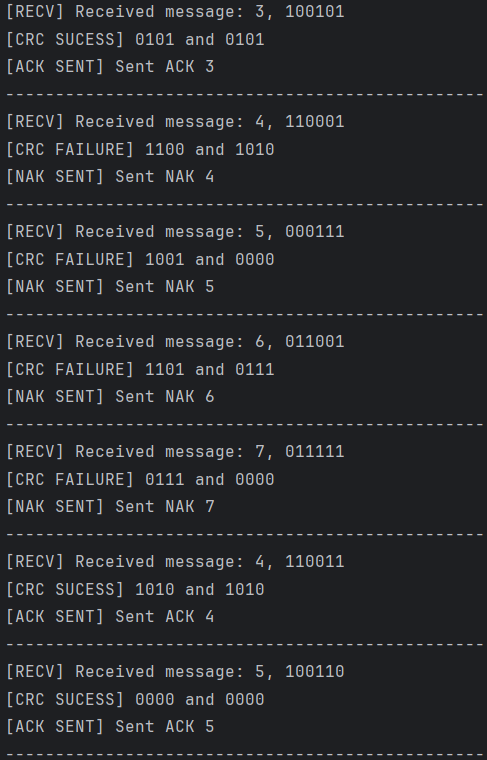 [RECV] Received message: 3, 100101
[CRC SUCESS] 0101 and 0101
[ACK SENT] Sent ACK 3
------------------------------------------------
[RECV] Received message: 4, 110001
[CRC FAILURE] 1100 and 1010
[NAK SENT] Sent NAK 4
------------------------------------------------
[RECV] Received message: 5, 000111
[CRC FAILURE] 1001 and 0000
[NAK SENT] Sent NAK 5
------------------------------------------------
[RECV] Received message: 6, 011001
[CRC FAILURE] 1101 and 0111
[NAK SENT] Sent NAK 6
------------------------------------------------
[RECV] Received message: 7, 011111
[CRC FAILURE] 0111 and 0000
[NAK SENT] Sent NAK 7
------------------------------------------------
[RECV] Received message: 4, 110011
[CRC SUCESS] 1010 and 1010
[ACK SENT] Sent ACK 4
------------------------------------------------
[RECV] Received message: 5, 100110
[CRC SUCESS] 0000 and 0000
[ACK SENT] Sent ACK 5
------------------------------------------------